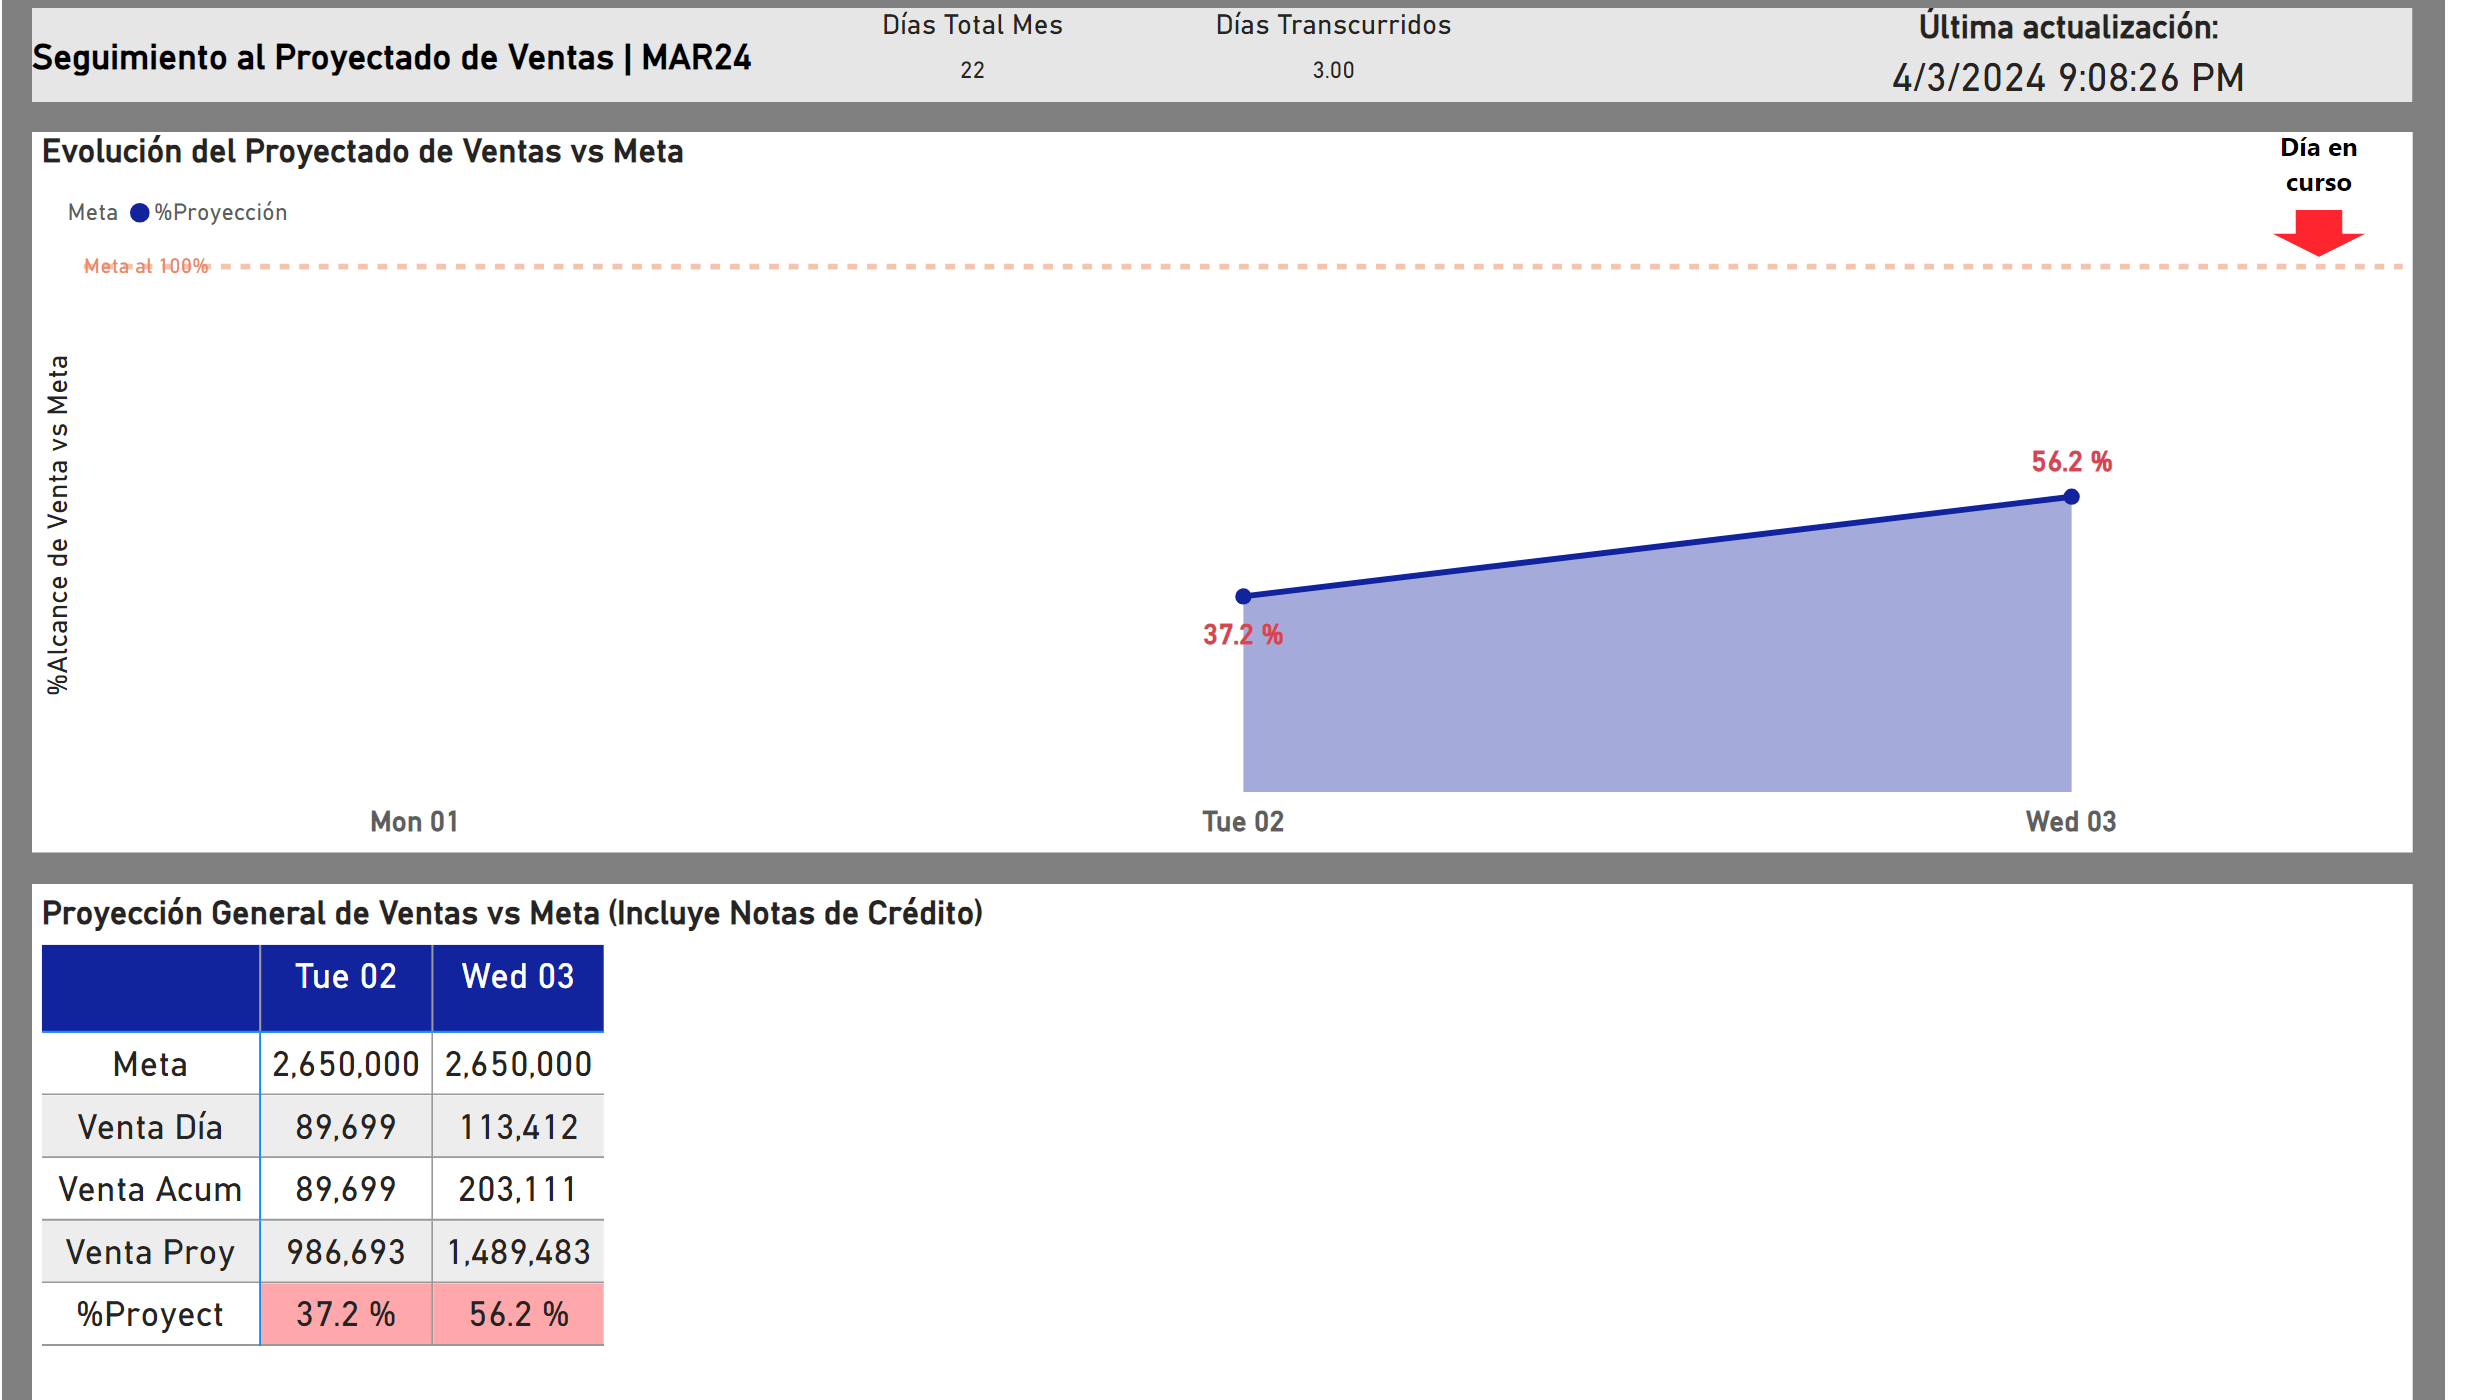 Seguimiento al Proyectado de Ventas | MAR24
Días Total Mes
22
Días Transcurridos
3.00
Última actualización:
4/3/2024 9:08:26 PM
Evolución del Proyectado de Ventas vs Meta
Día en
curso
Meta %Proyección
Meta al 100%
%Alcance de Venta vs Meta
56.2 %
37.2 %
Mon 01 Tue 02 Wed 03
Proyección General de Ventas vs Meta (Incluye Notas de Crédito)
Tue 02 Wed 03
Meta 2,650,000 2,650,000
Venta Día 89,699 113,412
Venta Acum 89,699 203,111
Venta Proy 986,693 1,489,483
%Proyect 37.2 % 56.2 %